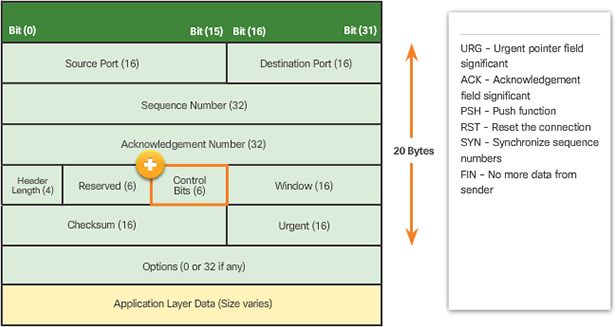 Bit (0) Bit (15) Bit (16) Bit (31)
Source Port (16) Destination Port (16)
Sequence Number (32)
Acknowledgement Number (32)
Header
Length (4)
Reserved (6)
Control
Bits (6)
Window (16)
Checksum (16) Urgent (16)
Options (0 or 32 if any)
Application Layer Data (Size varies)
20 Bytes
URG - Urgent pointer field
significant
ACK - Acknowledgement
field significant
PSH - Push function
RST - Reset the connection
SYN - Synchronize sequence
numbers
FIN - No more data from
sender